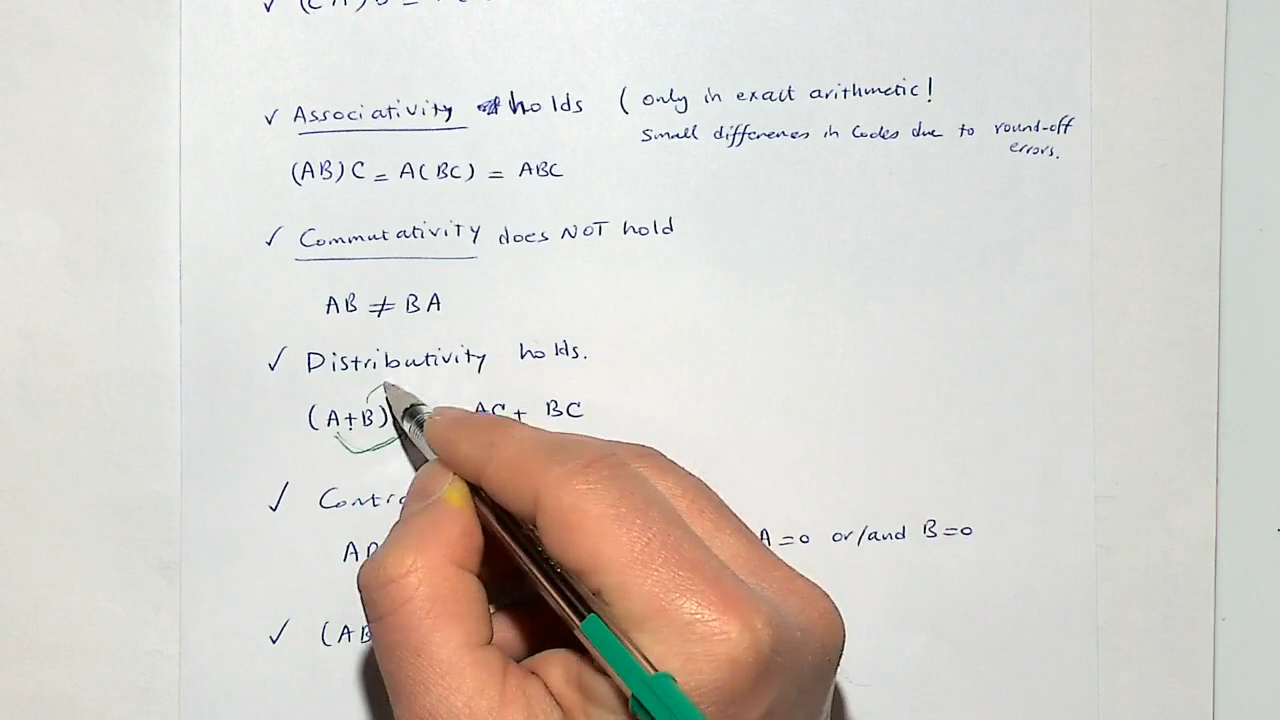 ✓ Associativity holds (only in exact arithmetic!
Small differences in Codes due to round-off
errors.
(AB)C = A(BC) = ABC
✓ Commutativity does NOT hold
AB ≠ BA
✓ Distributivity holds.
(A+B) AC + BC
✓
A=0 or/and B=0
✓ (AB